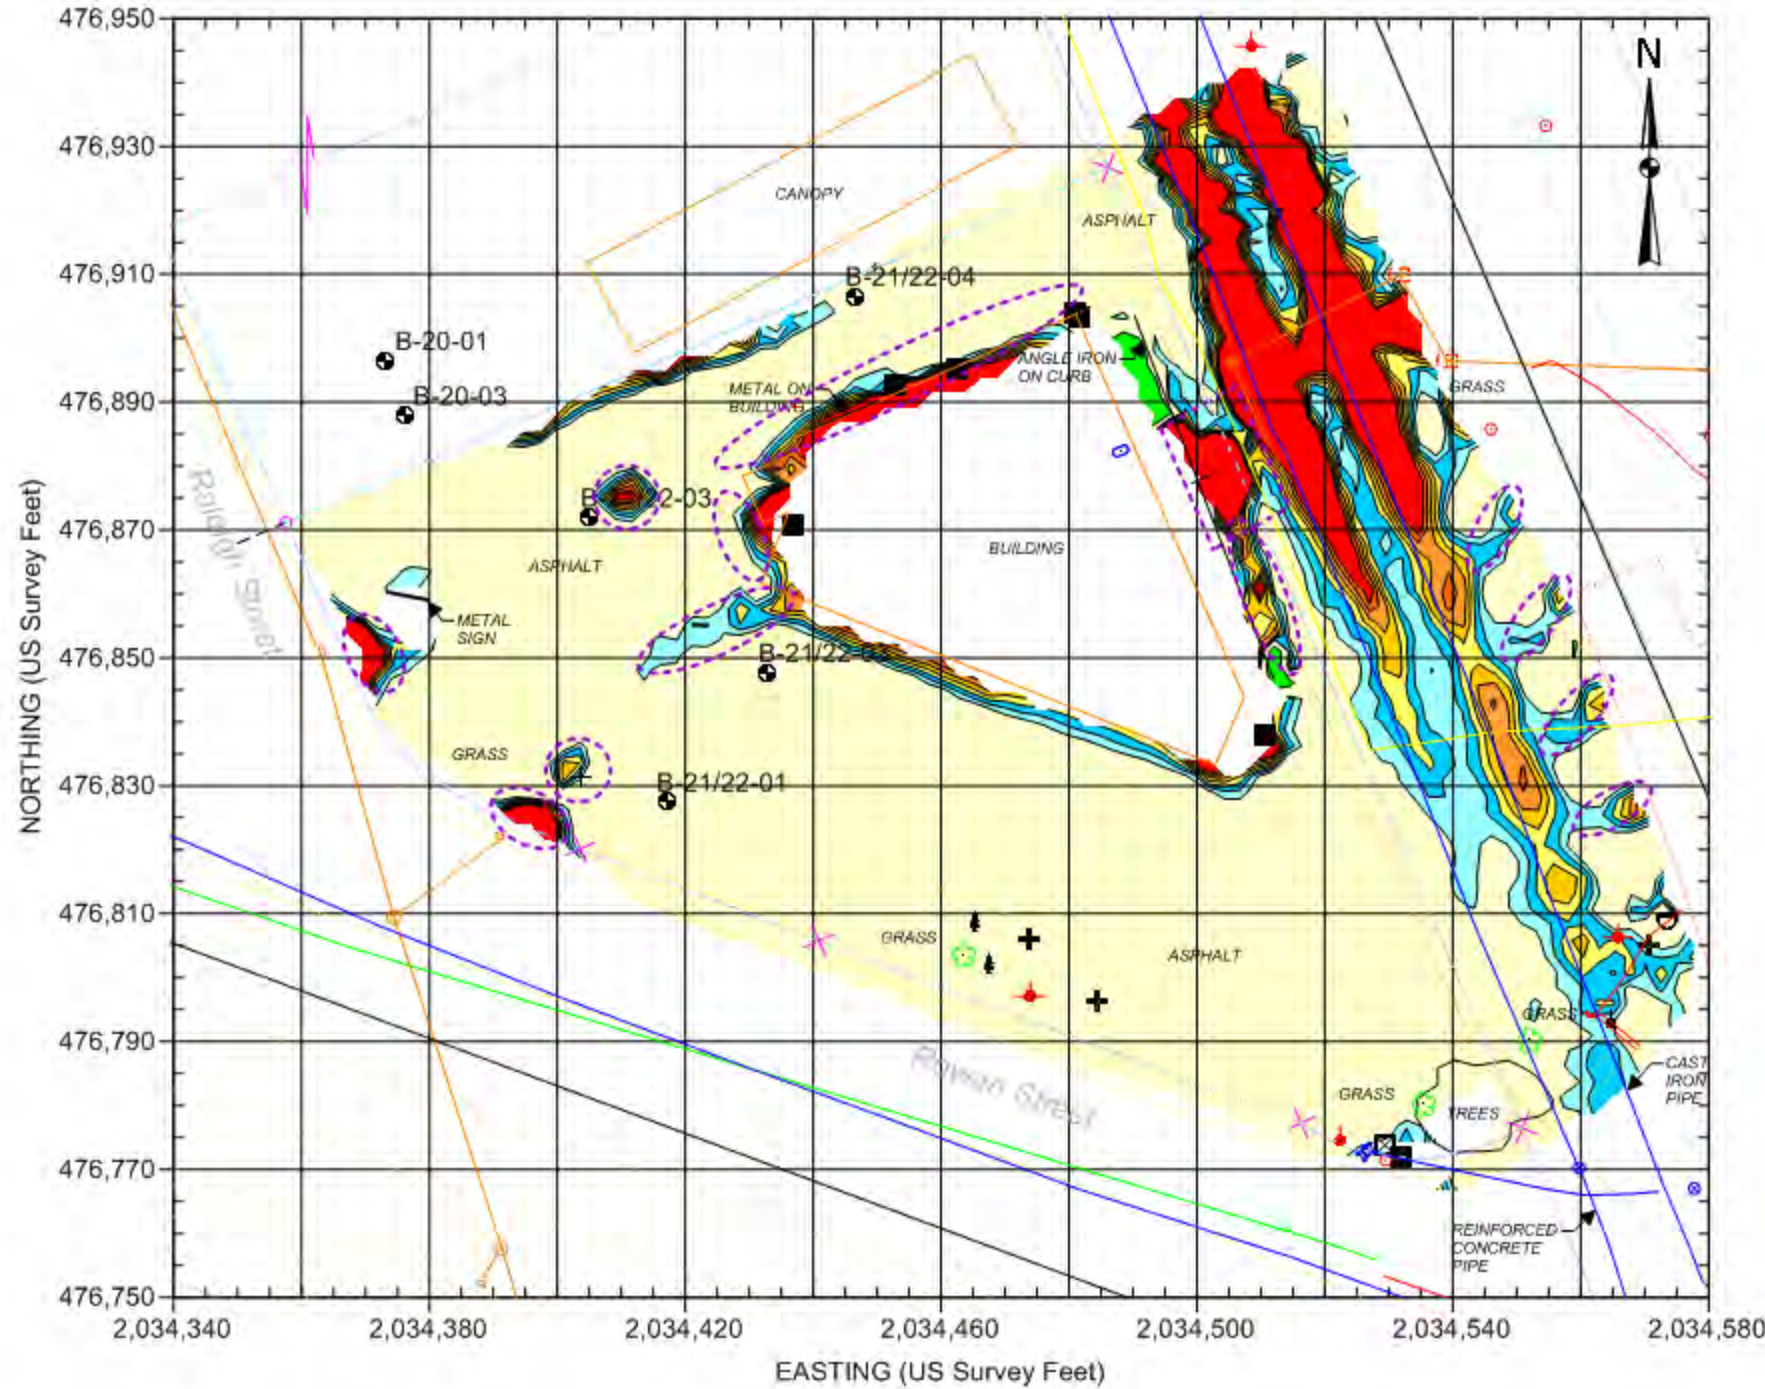 476,950
N
476,930
CANOPY
ASPHALT
476,910
B-21/22-04
B-20-01
ANGLE IRON
ON CURB
METAL ON
BUILDING
GRASS
476,890
B-20-03
2-03
476,870
BUILDING
ASPHALT
Raleigh Street
METAL
SIGN
476,850
B-21/22-
GRASS
476,830
B-21/22-01
NORTHING (US Survey Feet)
476,810
GRASS
ASPHALT
GRASS
476,790
Rowan Street
CAST
IRON
PIPE
GRASS
TREES
476,770
REINFORCED
CONCRETE
PIPE
476,750
2,034,340
2,034,380
2,034,420
2,034,460
2,034,500
2,034,540
2,034,580
EASTING (US Survey Feet)